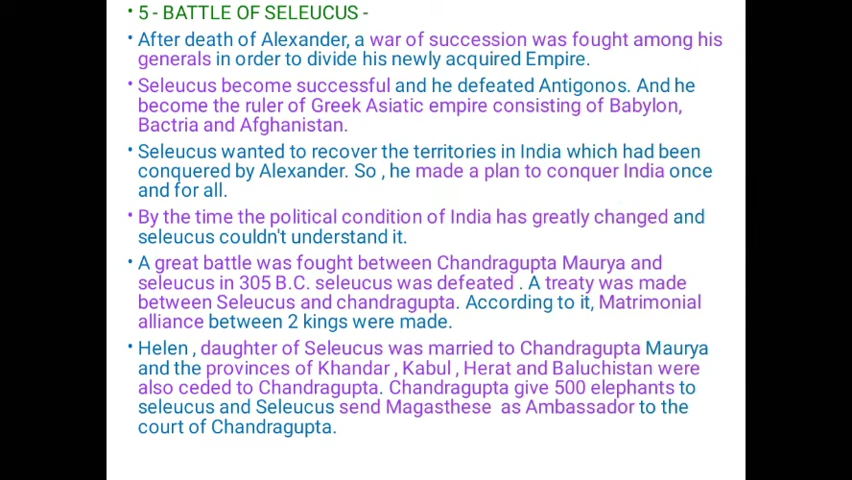 • 5 - BATTLE OF SELEUCUS -
• After death of Alexander, a war of succession was fought among his
generals in order to divide his newly acquired Empire.
• Seleucus become successful and he defeated Antigonos. And he
become the ruler of Greek Asiatic empire consisting of Babylon,
Bactria and Afghanistan.
• Seleucus wanted to recover the territories in India which had been
conquered by Alexander. So , he made a plan to conquer India once
and for all.
• By the time the political condition of India has greatly changed and
seleucus couldn't understand it.
• A great battle was fought between Chandragupta Maurya and
seleucus in 305 B.C. seleucus was defeated . A treaty was made
between Seleucus and chandragupta. According to it, Matrimonial
alliance between 2 kings were made.
• Helen , daughter of Seleucus was married to Chandragupta Maurya
and the provinces of Khandar , Kabul , Herat and Baluchistan were
also ceded to Chandragupta. Chandragupta give 500 elephants to
seleucus and Seleucus send Magasthese  as Ambassador to the
court of Chandragupta.